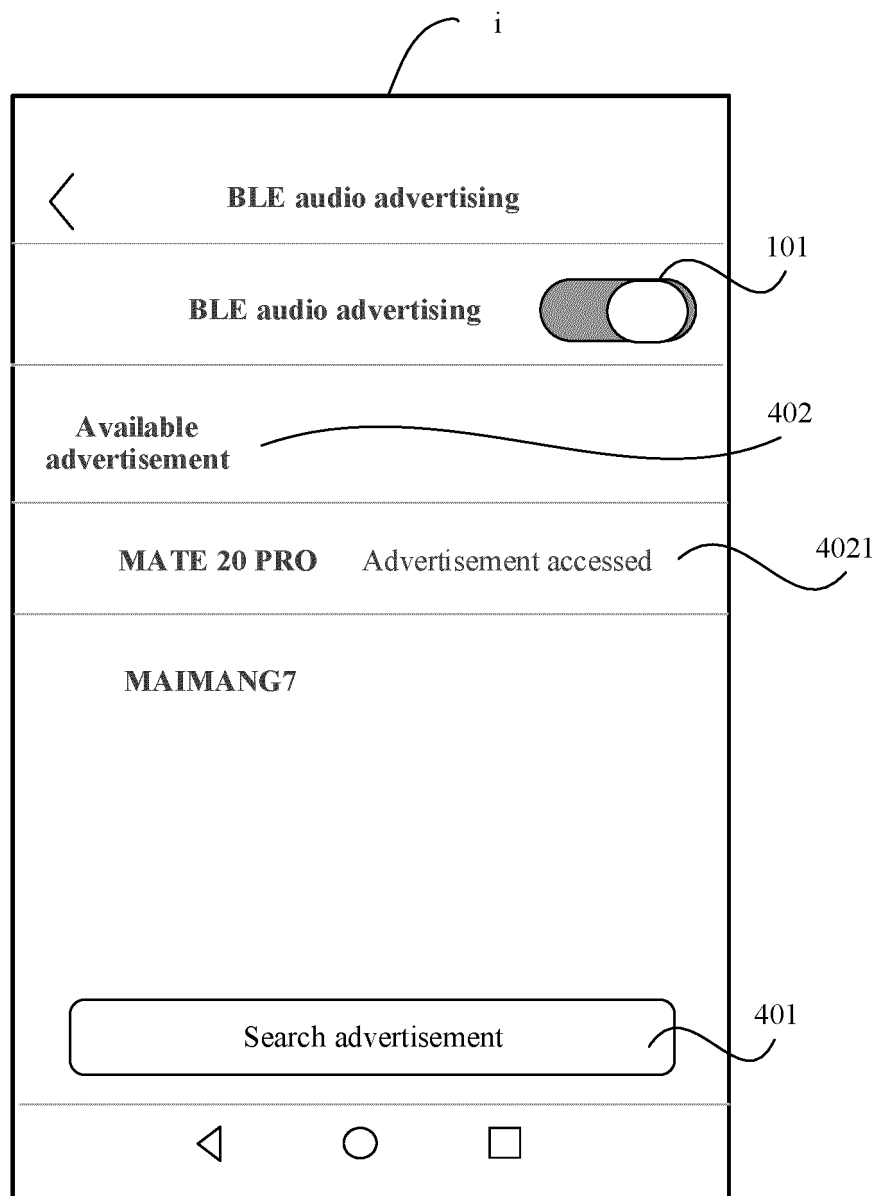 i
BLE audio advertising
101
BLE audio advertising
402
Available
advertisement
4021
MATE 20 PRO Advertisement accessed
MAIMANG7
401
Search advertisement